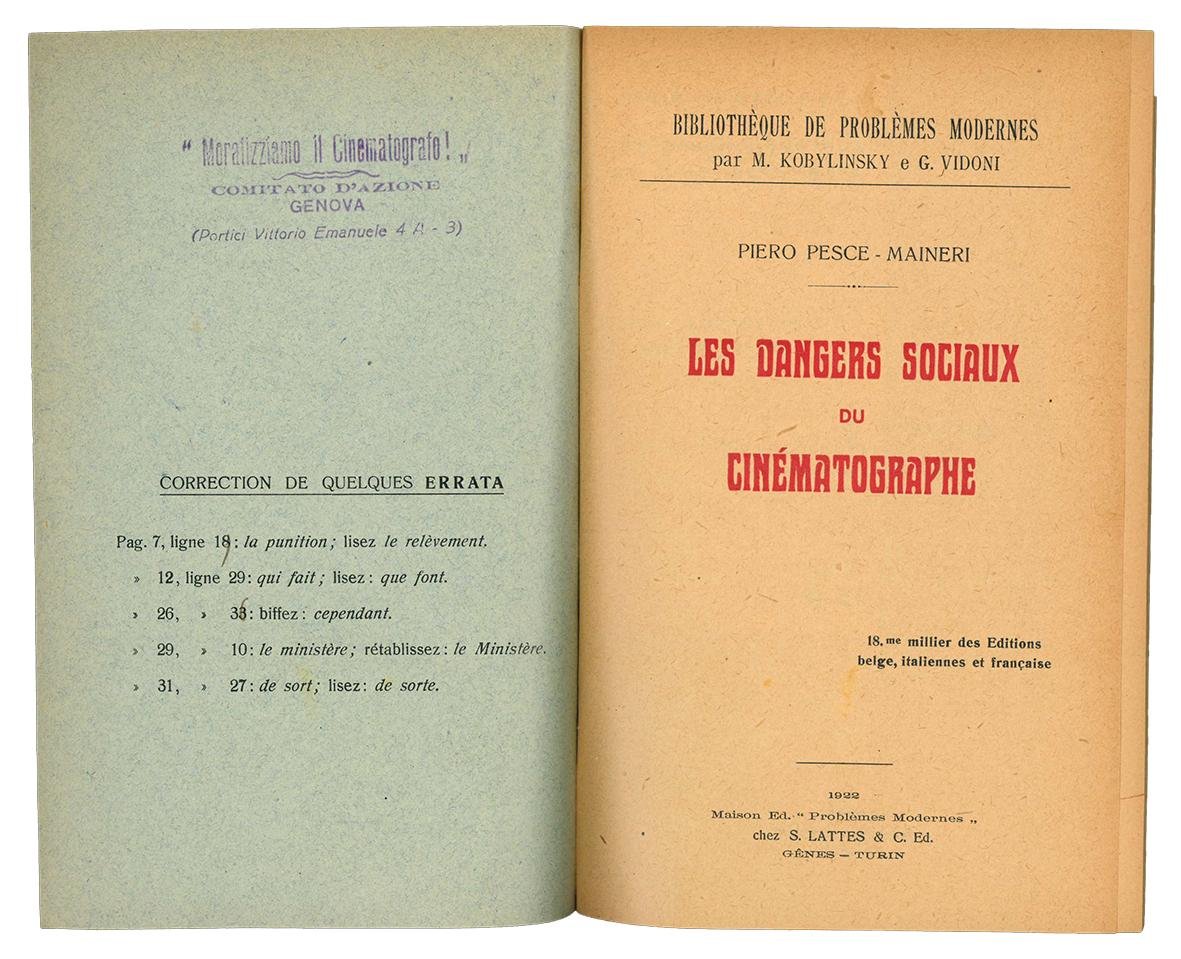 “ Moralizziamo il Cinematografo! „
COMITATO D'AZIONE
GENOVA
(Portici Vittorio Emanuele 4 A - 3)
CORRECTION DE QUELQUES ERRATA
Pag. 7, ligne 18: la punition; lisez le relèvement.
» 12, ligne 29: qui fait; lisez: que font.
» 26, » 33: biffez: cependant.
» 29, » 10: le ministère; rétablissez: le Ministère.
» 31, » 27: de sort; lisez: de sorte.
BIBLIOTHÈQUE DE PROBLÈMES MODERNES
par M. KOBYLINSKY e G. VIDONI
PIERO PESCE - MAINERI
LES DANGERS SOCIAUX
DU
CINÉMATOGRAPHE
18.me millier des Editions
belge, italiennes et française
1922
Maison Ed. “ Problèmes Modernes „
chez S. LATTES & C. Ed.
GÊNES — TURIN